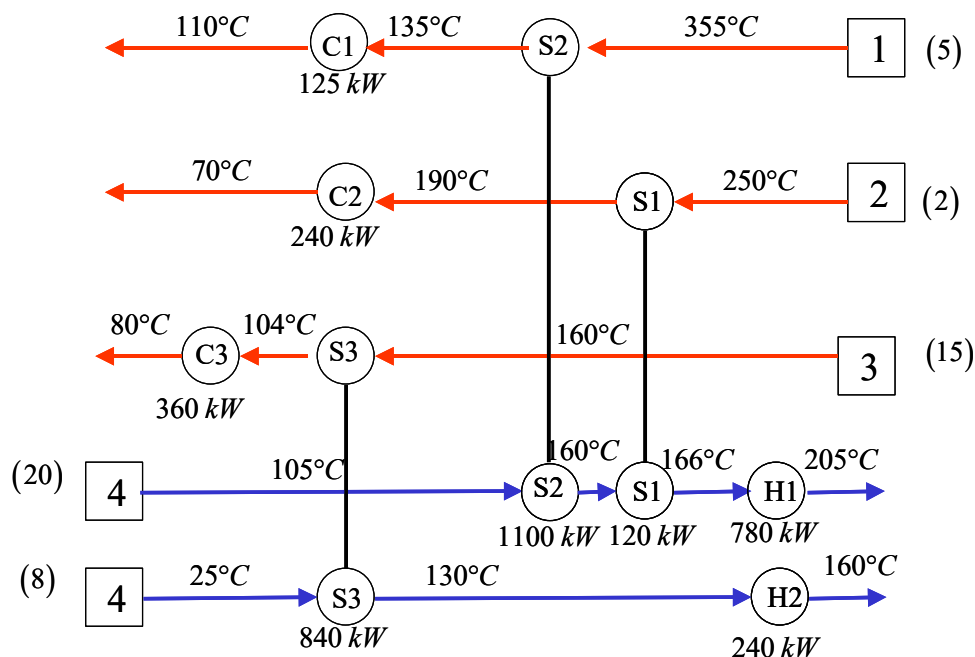 110°C C1 135°C S2 355°C 1 (5)
125 kW
70°C C2 190°C S1 250°C 2 (2)
240 kW
80°C C3 104°C S3 160°C 3 (15)
360 kW
(20) 4 105°C S2 160°C S1 166°C H1 205°C
1100 kW 120 kW 780 kW
(8) 4 25°C S3 130°C H2 160°C
840 kW 240 kW